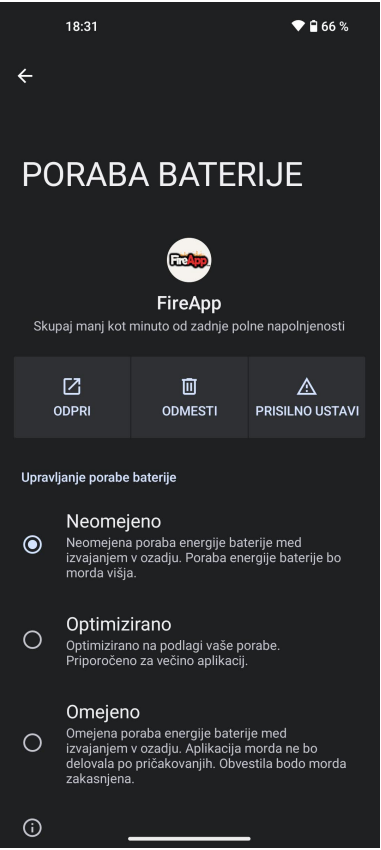 18:31
66 %
PORABA BATERIJE
FireApp
FireApp
Skupaj manj kot minuto od zadnje polne napolnjenosti
ODPRI
ODMESTI
PRISILNO USTAVI
Upravljanje porabe baterije
Neomejeno
Neomejena poraba energije baterije med
izvajanjem v ozadju. Poraba energije baterije bo
morda višja.
Optimizirano
Optimizirano na podlagi vaše porabe.
Priporočeno za večino aplikacij.
Omejeno
Omejena poraba energije baterije med
izvajanjem v ozadju. Aplikacija morda ne bo
delovala po pričakovanjih. Obvestila bodo morda
zakasnjena.